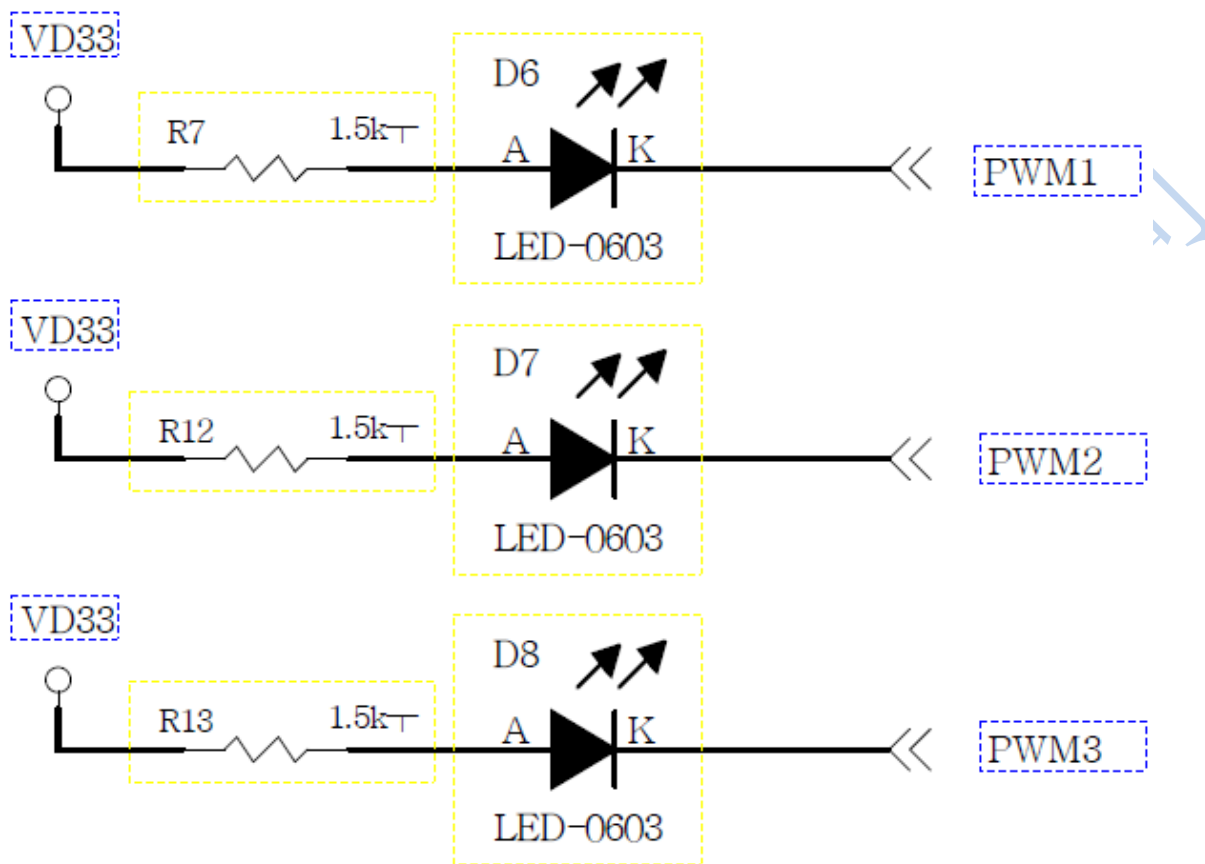 VD33
D6
R7 1.5k
A K
PWM1
LED-0603
VD33
D7
R12 1.5k
A K
PWM2
LED-0603
VD33
D8
R13 1.5k
A K
PWM3
LED-0603